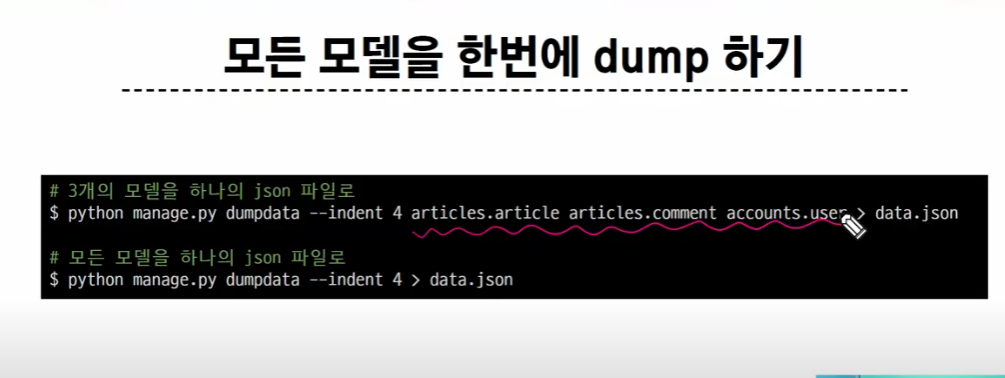 모든 모델을 한번에 dump 하기
# 3개의 모델을 하나의 json 파일로
$ python manage.py dumpdata --indent 4 articles.article articles.comment accounts.user > data.json
# 모든 모델을 하나의 json 파일로
$ python manage.py dumpdata --indent 4 > data.json